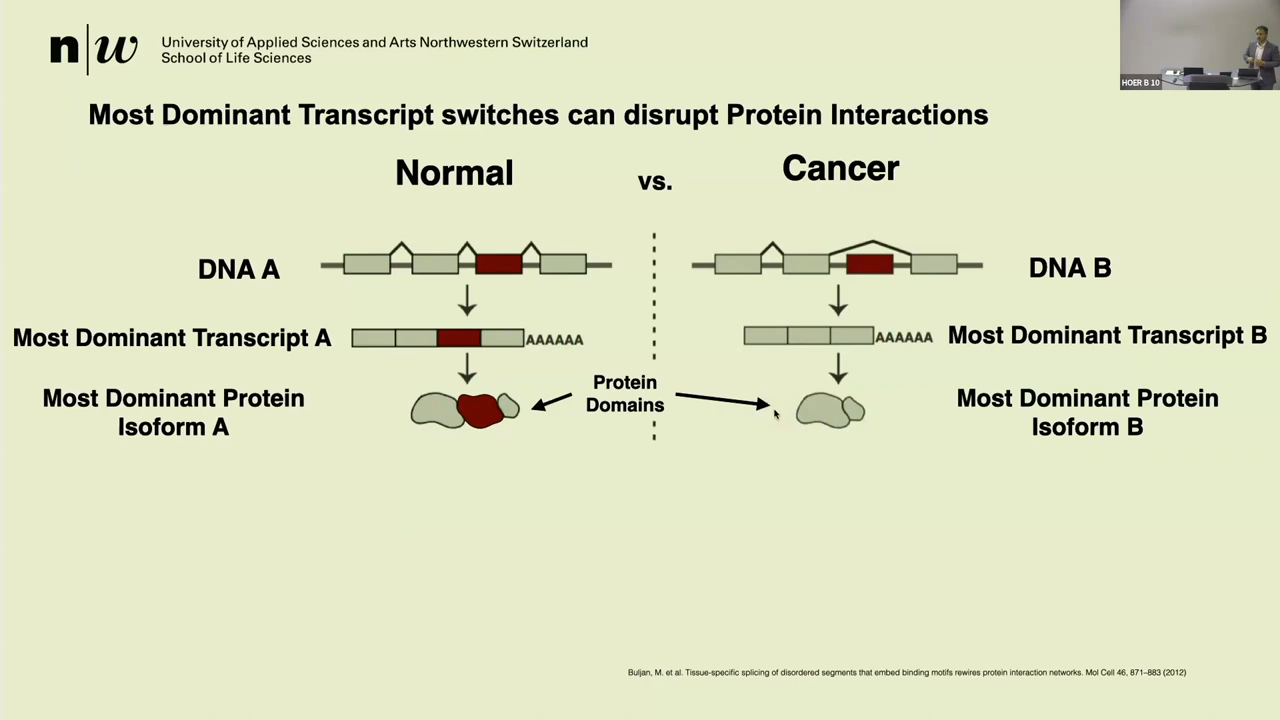 n|w
University of Applied Sciences and Arts Northwestern Switzerland
School of Life Sciences
HOER B 10
Most Dominant Transcript switches can disrupt Protein Interactions
Normal
vs.
Cancer
DNA A
DNA B
Most Dominant Transcript A
AAAAAA
AAAAAA
Most Dominant Transcript B
Most Dominant Protein
Isoform A
Protein
Domains
Most Dominant Protein
Isoform B
Buljan, M. et al. Tissue-specific splicing of disordered segments that embed binding motifs rewires protein interaction networks. Mol Cell 46, 871–883 (2012)